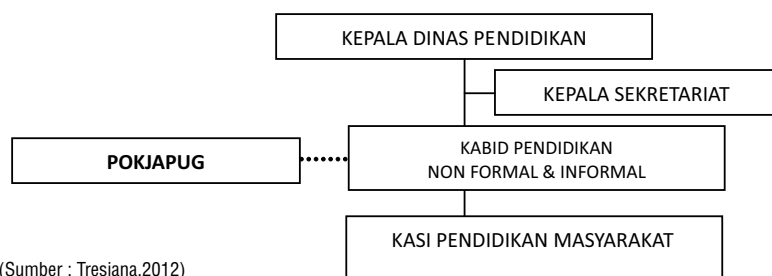 KEPALA DINAS PENDIDIKAN
KEPALA SEKRETARIAT
POKJAPUG
KABID PENDIDIKAN
NON FORMAL & INFORMAL
KASI PENDIDIKAN MASYARAKAT
(Sumber : Tresiana,2012)